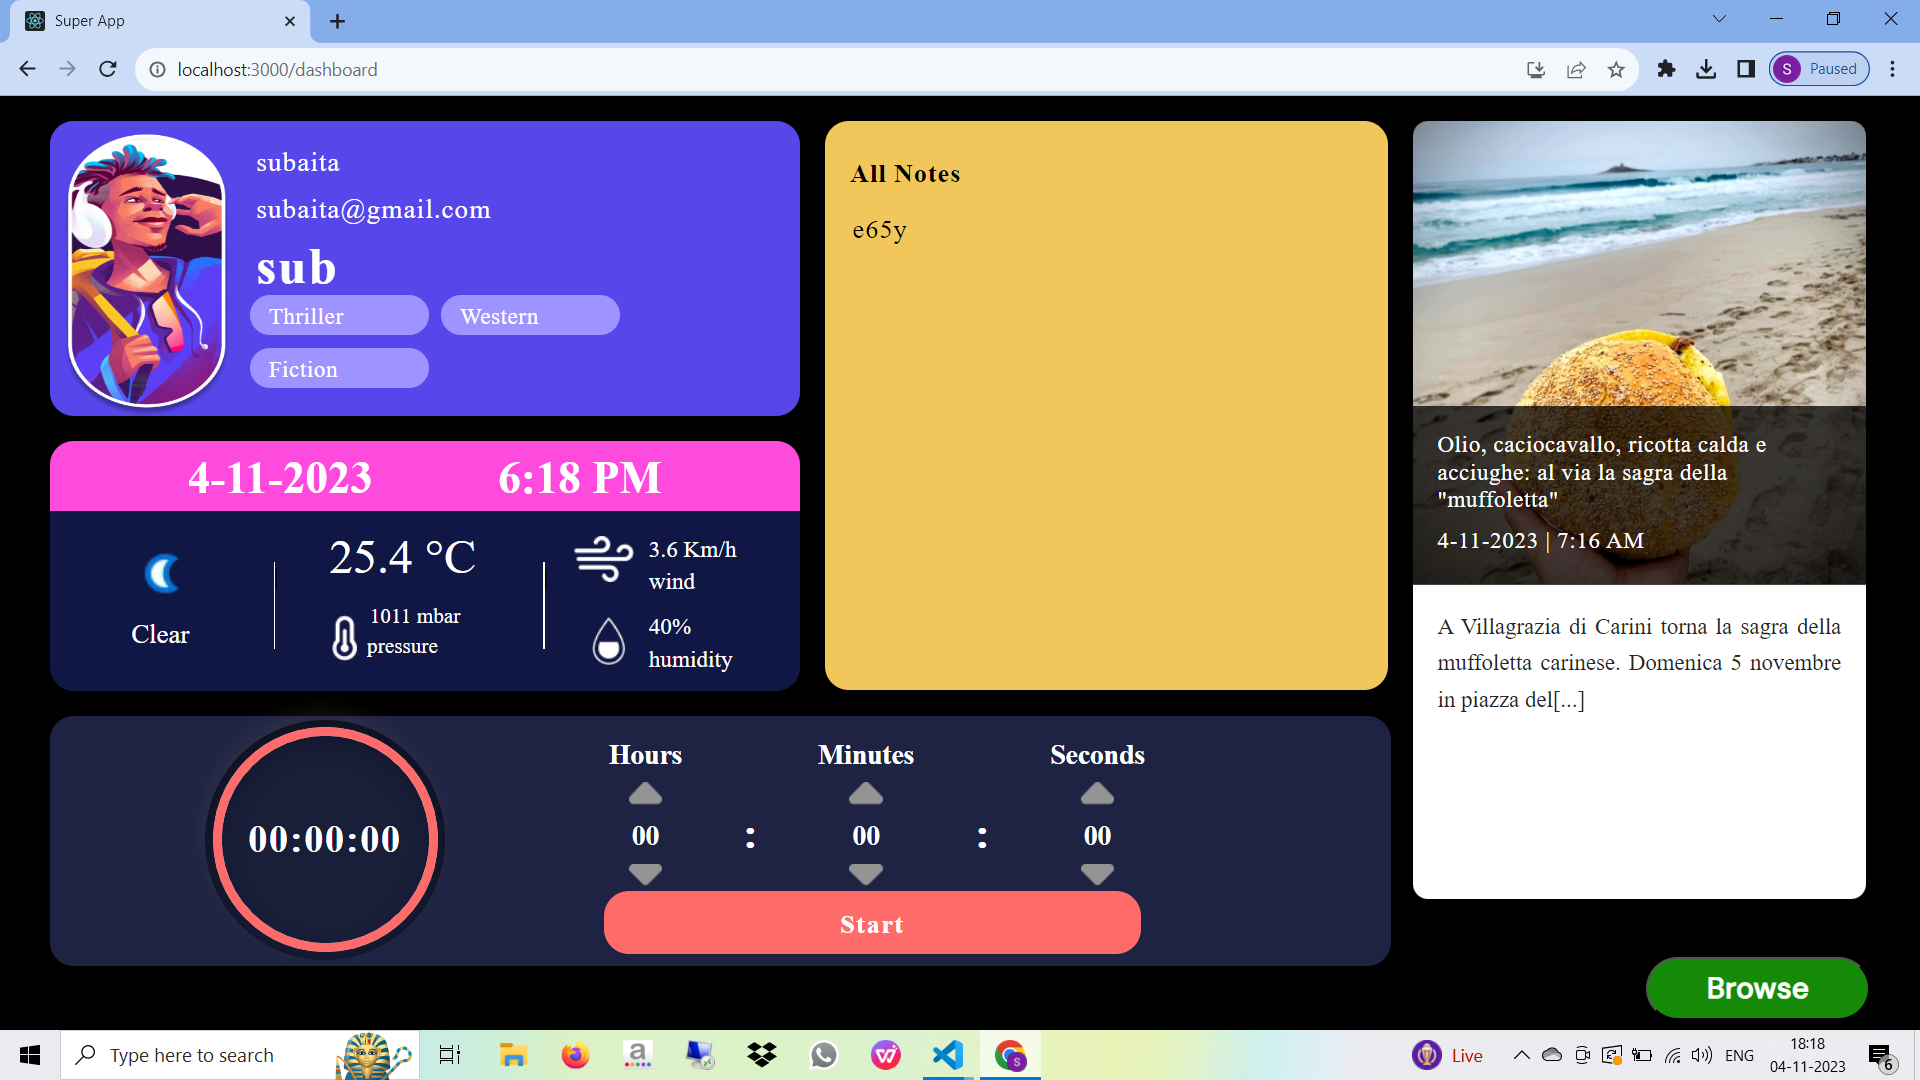 Super App
localhost:3000/dashboard
S Paused
subaita
subaita@gmail.com
sub
Thriller
Western
Fiction
4-11-2023
6:18 PM
Clear
25.4 °C
1011 mbar
pressure
3.6 Km/h
wind
40%
humidity
All Notes
e65y
Olio, caciocavallo, ricotta calda e
acciughe: al via la sagra della
"muffoletta"
4-11-2023 | 7:16 AM
A Villagrazia di Carini torna la sagra della
muffoletta carinese. Domenica 5 novembre
in piazza del[...]
00:00:00
Hours
Minutes
Seconds
00
:
00
:
00
Start
Browse
Type here to search
a
S
Live
ENG
18:18
04-11-2023
6